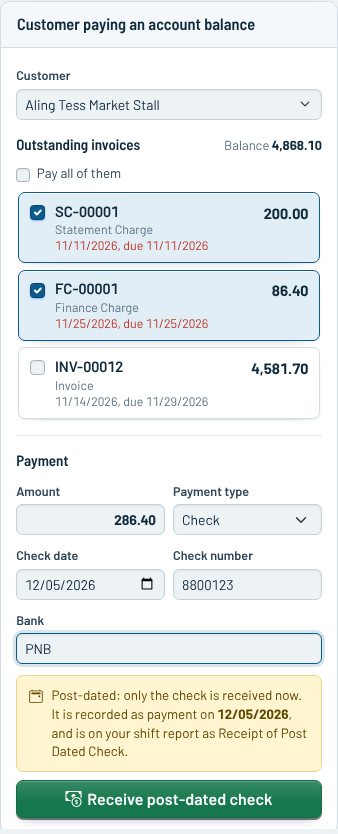 Customer paying an account balance
Customer
Aling Tess Market Stall
Outstanding invoices Balance 4,868.10
Pay all of them
SC-00001 200.00
Statement Charge
11/11/2026, due 11/11/2026
FC-00001 86.40
Finance Charge
11/25/2026, due 11/25/2026
INV-00012 4,581.70
Invoice
11/14/2026, due 11/29/2026
Payment
Amount Payment type
286.40 Check
Check date Check number
12/05/2026 8800123
Bank
PNB
Post-dated: only the check is received now.
It is recorded as payment on 12/05/2026,
and is on your shift report as Receipt of Post
Dated Check.
Receive post-dated check